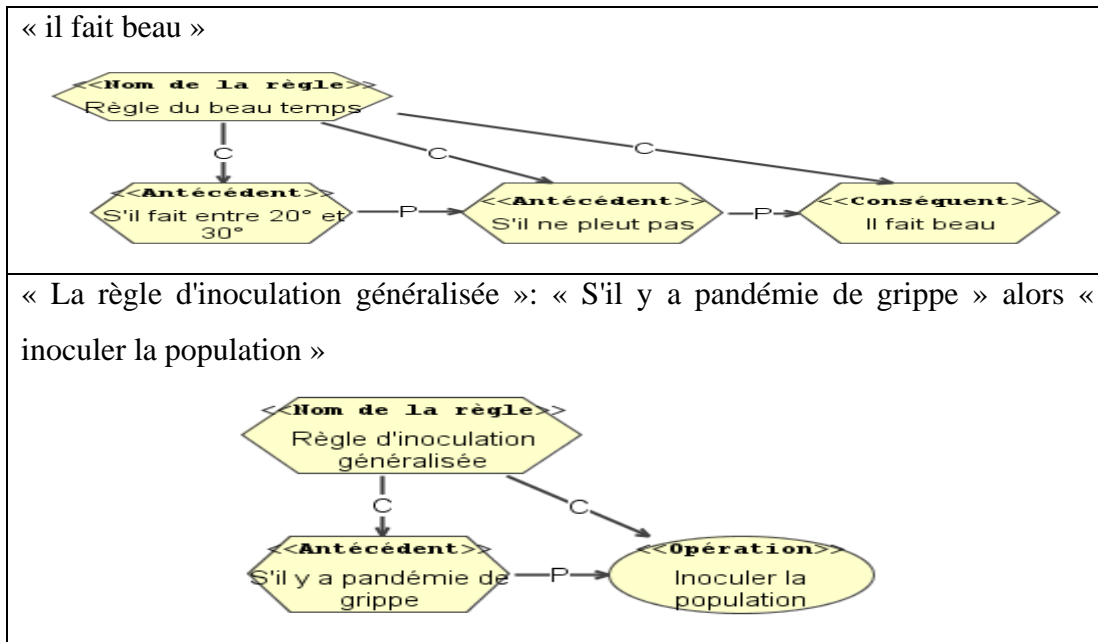 « il fait beau »
<<Nom de la règle>>
Règle du beau temps
C
C
C
<<Antécédent>>
S'il fait entre 20° et
30°
P
<<Antécédent>>
S'il ne pleut pas
P
<<Conséquent>>
Il fait beau
« La règle d'inoculation généralisée »: « S'il y a pandémie de grippe » alors «
inoculer la population »
<<Nom de la règle>>
Règle d'inoculation
généralisée
C
C
<<Antécédent>>
S'il y a pandémie de
grippe
P
<<Opération>>
Inoculer la
population